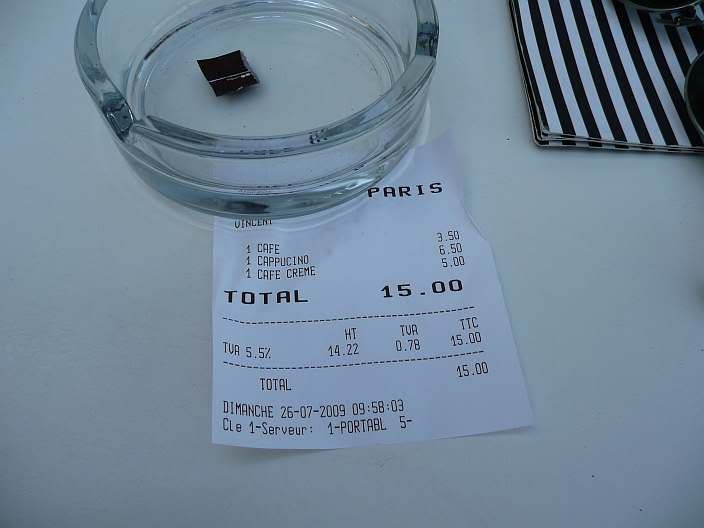 PARIS
VINCENT
1 CAFE 3.50
1 CAPPUCINO 6.50
1 CAFE CREME 5.00
TOTAL 15.00
HT TVA TTC
TVA 5.5% 14.22 0.78 15.00
TOTAL 15.00
DIMANCHE 26-07-2009 09:58:03
Cle 1-Serveur: 1-PORTABL 5-